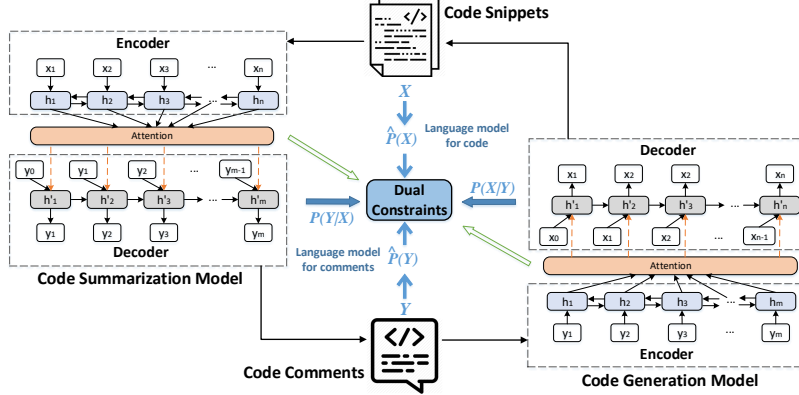 Code Snippets
Encoder
x1 x2 x3 ... xn
h1 h2 h3 ... hn
Attention
y0 y1 y2 ... ym-1
h'1 h'2 h'3 ... h'm
y1 y2 y3 ... ym
Decoder
Code Summarization Model
X
P̂(X)
Language model
for code
Dual
Constraints
P(Y|X)
P(X|Y)
Language model
for comments
P̂(Y)
Y
Code Comments
Decoder
x1 x2 x2 ... xn
h'1 h'2 h'3 ... h'n
x0 x1 x2 ... xn-1
Attention
h1 h2 h3 ... hm
y1 y2 y3 ... ym
Encoder
Code Generation Model